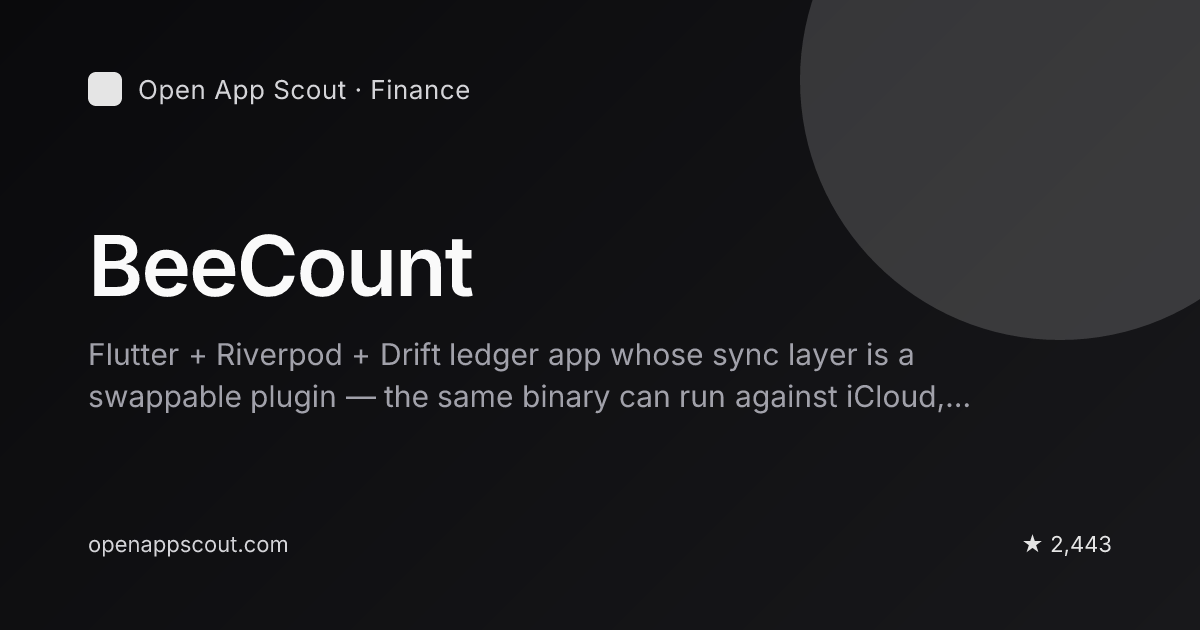 Open App Scout · Finance
BeeCount
Flutter + Riverpod + Drift ledger app whose sync layer is a
swappable plugin — the same binary can run against iCloud,...
openappscout.com
★ 2,443